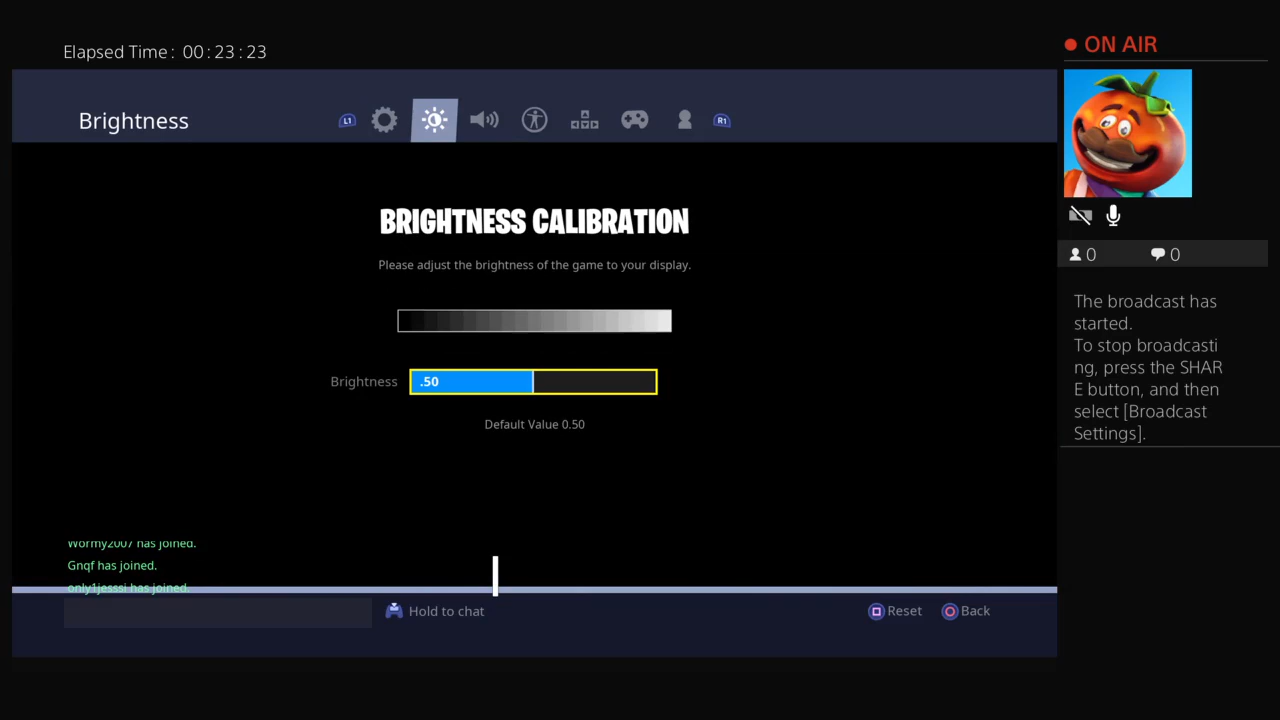 Elapsed Time: 00:23:23
ON AIR
Brightness
L1
R1
BRIGHTNESS CALIBRATION
Please adjust the brightness of the game to your display.
0
0
The broadcast has
started.
To stop broadcasti
ng, press the SHAR
E button, and then
select [Broadcast
Settings].
Brightness
.50
Default Value 0.50
Wormy2007 has joined.
Gnqf has joined.
only1jesssi has joined.
Hold to chat
Reset
Back